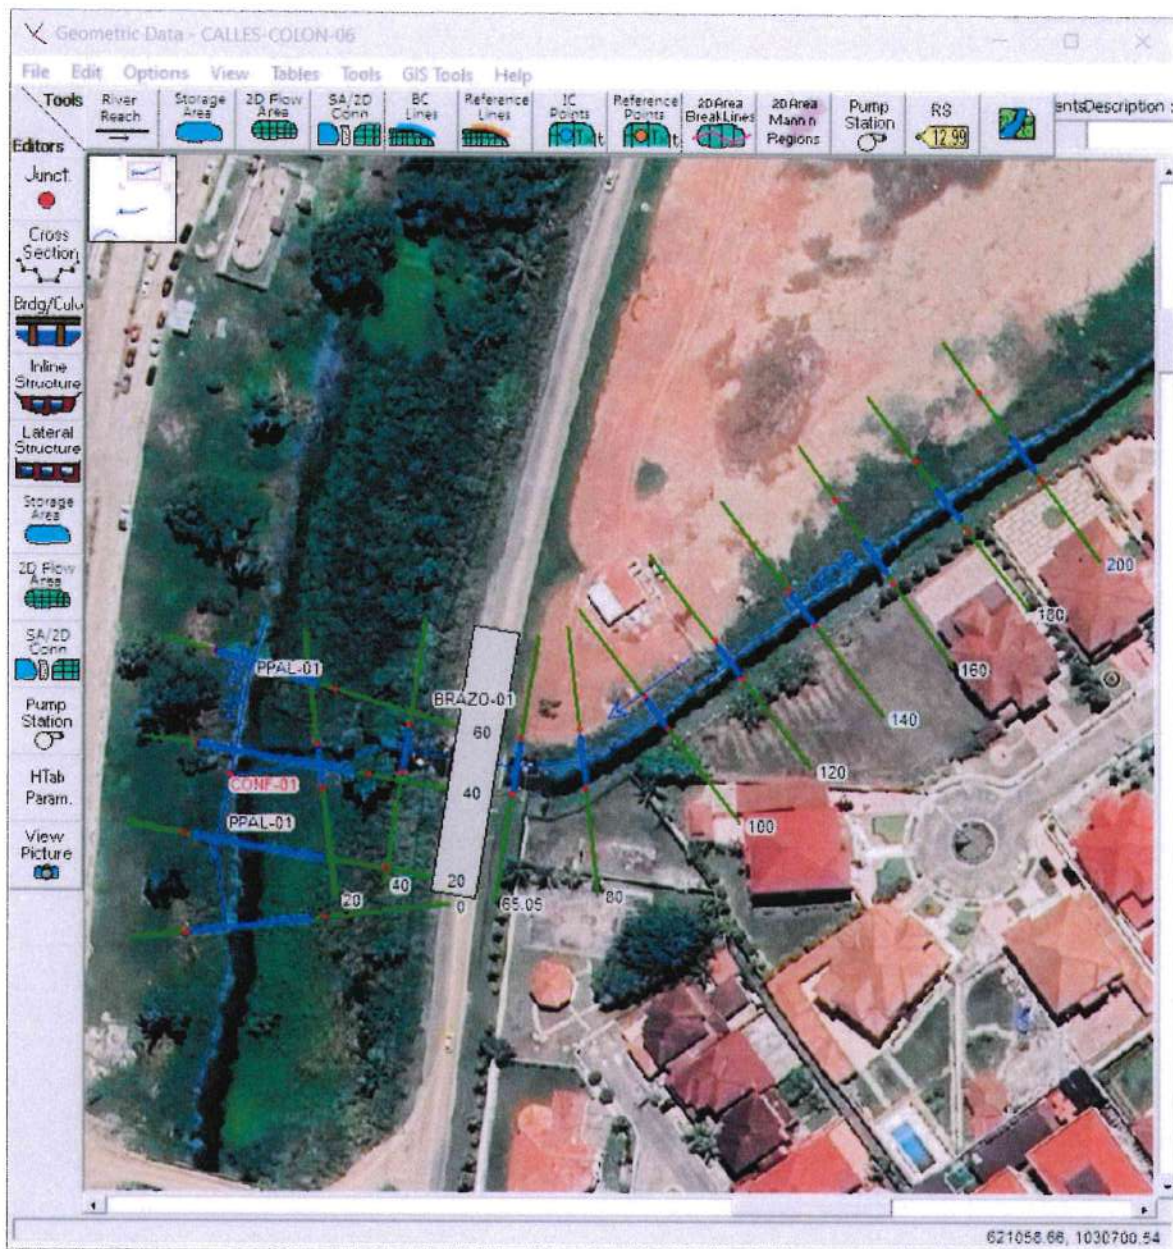 Geometric Data - CALLES-COLON-06
File Edit Options View Tables Tools GIS Tools Help
Tools
River Reach
Storage Area
2D Flow Area
SA/2D Conn
BC Lines
Reference Lines
IC Points
Reference Points
2D Area BreakLines
2D Area Mann n Regions
Pump Station
RS
12.99
entsDescription :
Editors
Junct.
Cross Section
Brdg/Culv
Inline Structure
Lateral Structure
Storage Area
2D Flow Area
SA/2D Conn
Pump Station
HTab Param.
View Picture
200
180
160
140
120
100
80
65.05
PPAL-01
BRAZO-01
60
CONF-01
40
PPAL-01
20
40
20
0
621058.66, 1030700.54